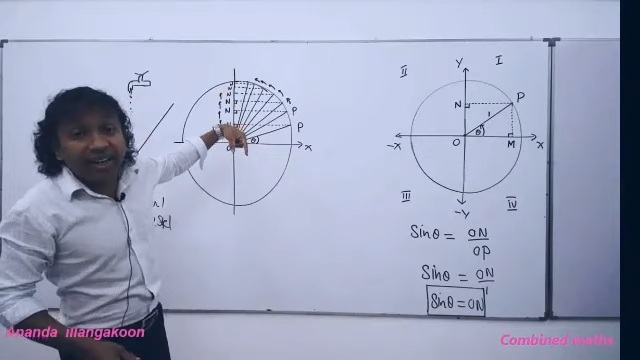 N
N
N
P
P
θ
O
X
Y
I
II
N
P
1
θ
-X
O
M
X
III
IV
-Y
Sinθ = ON
OP
Sinθ = ON
1
Sinθ = ON
Ananda illangakoon
Combined maths